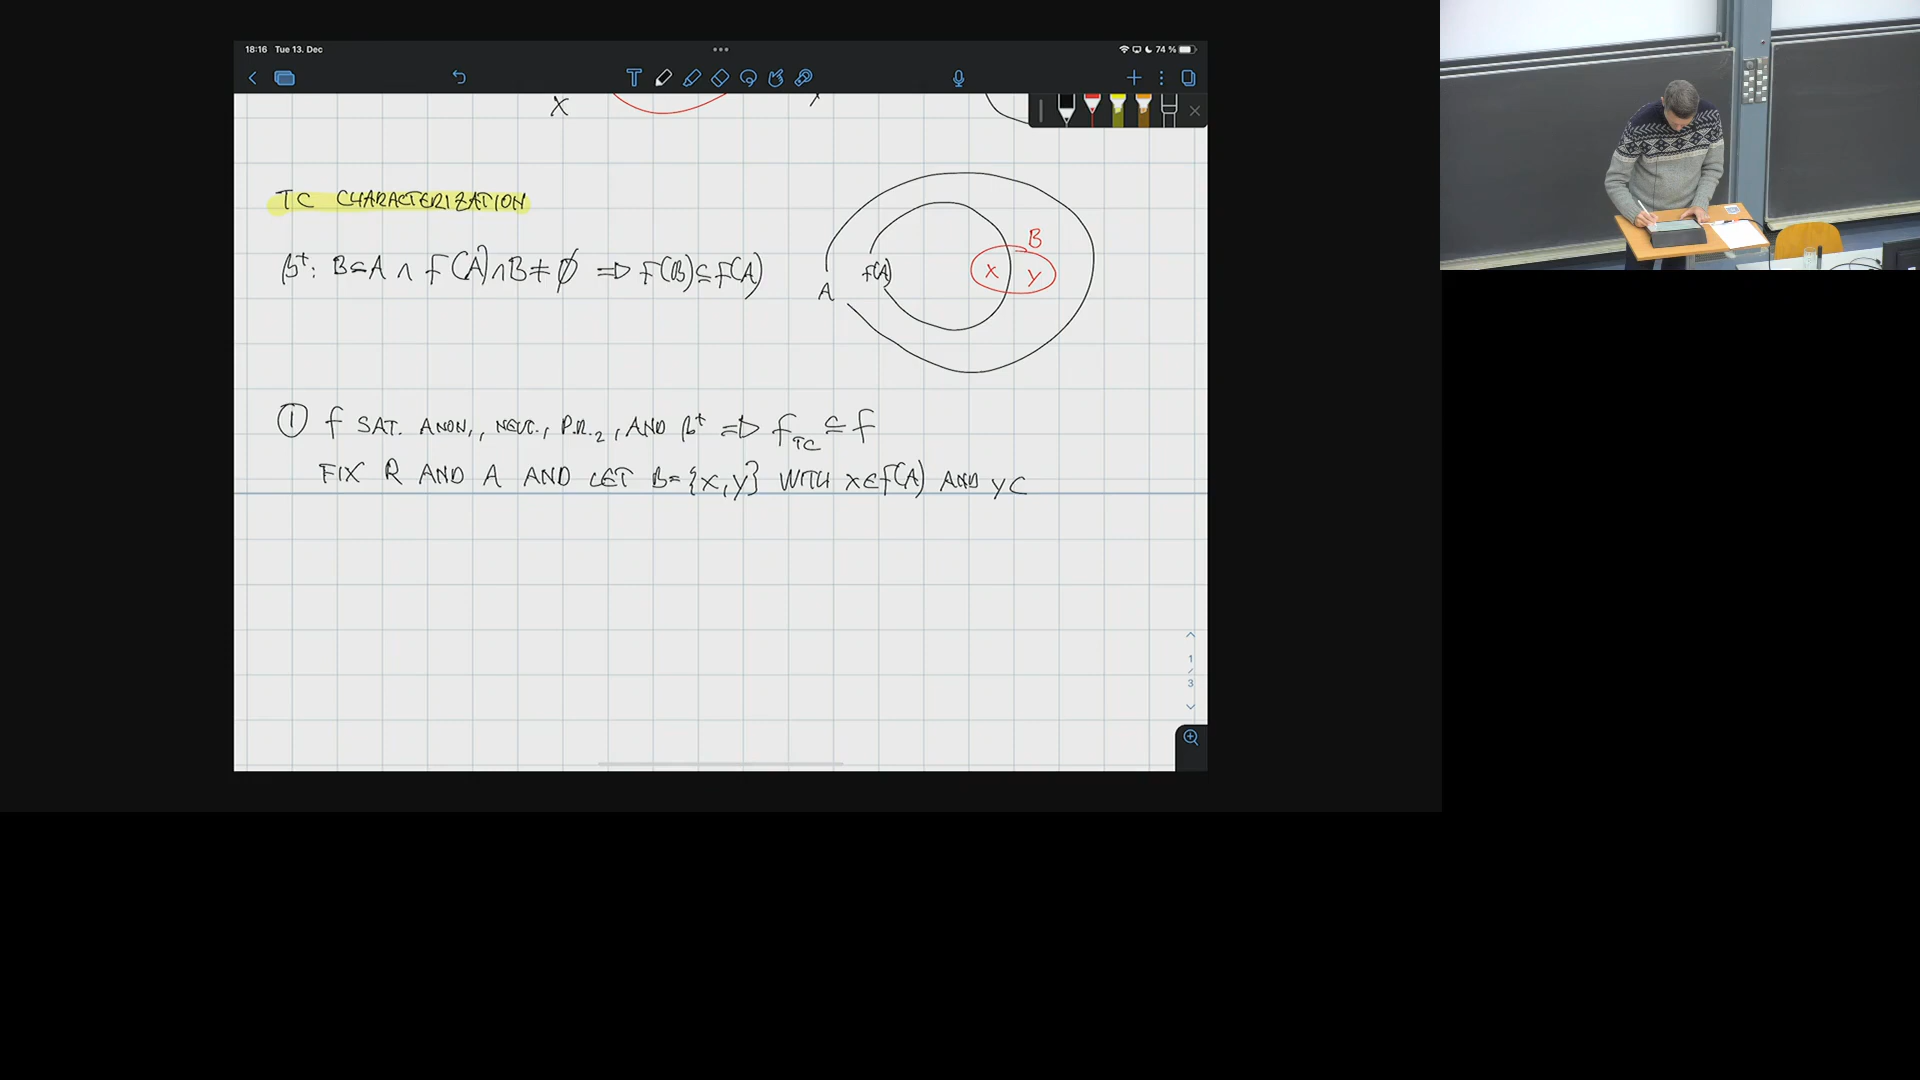 18:16 Tue 13. Dec
74 %
X
TC CHARACTERIZATION
β⁺: B⊆A ∧ f(A)∩B≠∅ ⇒ f(B)⊆f(A)
A f(A) X Y B
① f SAT. ANON., NEUT., P.R.₂, AND β⁺ ⇒ f_TC ⊆ f
FIX R AND A AND LET B={X,Y} WITH X∈f(A) AND Y
1
/
3